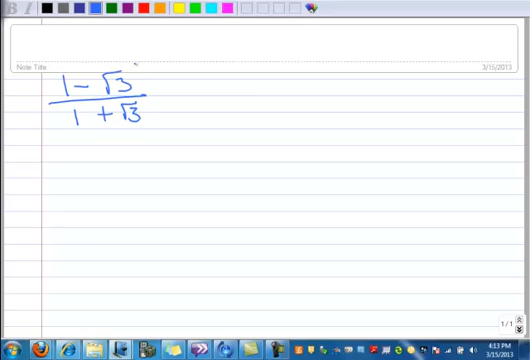 B I
Note Title
3/15/2013
1 - √3
1 + √3
1/1
4:13 PM
3/15/2013